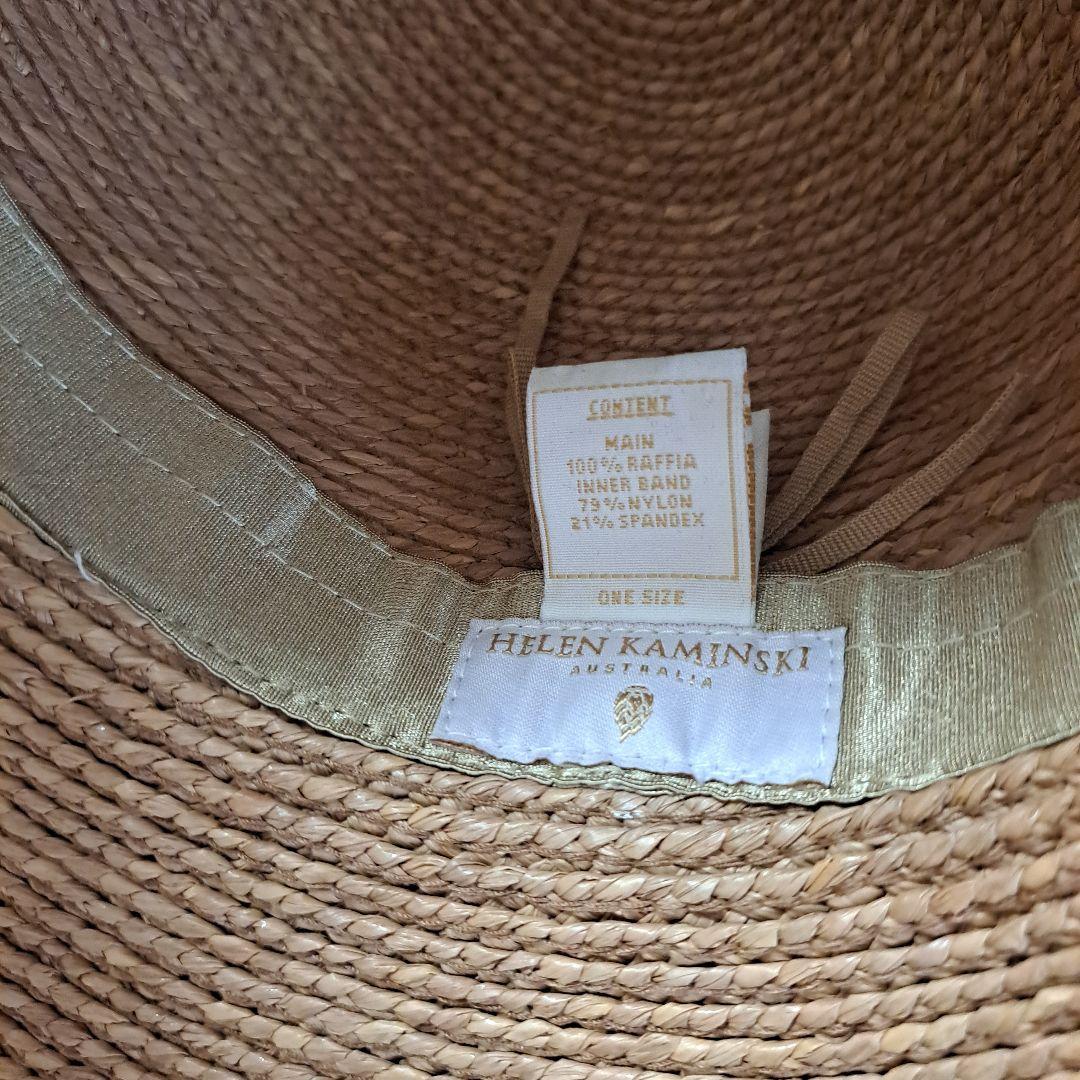 CONTENT
MAIN
100% RAFFIA
INNER BAND
79% NYLON
21% SPANDEX
ONE SIZE
HELEN KAMINSKI
AUSTRALIA